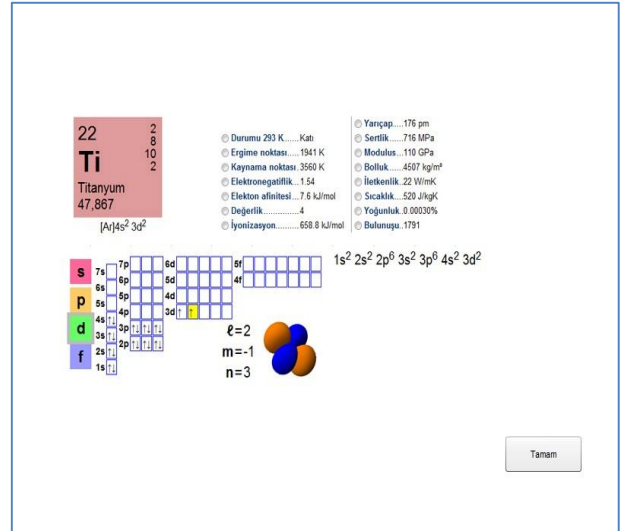 22
2
8
10
2
Ti
Titanyum
47,867
[Ar]4s² 3d²
Durumu 293 K.......Katı
Ergime noktası.....1941 K
Kaynama noktası.3560 K
Elektronegatiflik...1.54
Elekton afinitesi...7.6 kJ/mol
Değerlik...............4
İyonizasyon..........658.8 kJ/mol
Yarıçap.....176 pm
Sertlik.....716 MPa
Modulus...110 GPa
Bolluk......4507 kg/m³
İletkenlik.22 W/mK
Sıcaklık....520 J/kgK
Yoğunluk.0.00030%
Bulunuşu..1791
1s² 2s² 2p⁶ 3s² 3p⁶ 4s² 3d²
s
p
d
f
7s
6s
5s
4s ↑↓
3s ↑↓
2s ↑↓
1s ↑↓
7p
6p
5p
4p
3p ↑↓ ↑↓ ↑↓
2p ↑↓ ↑↓ ↑↓
6d
5d
4d
3d ↑ ↑
5f
4f
ℓ=2
m=-1
n=3
Tamam